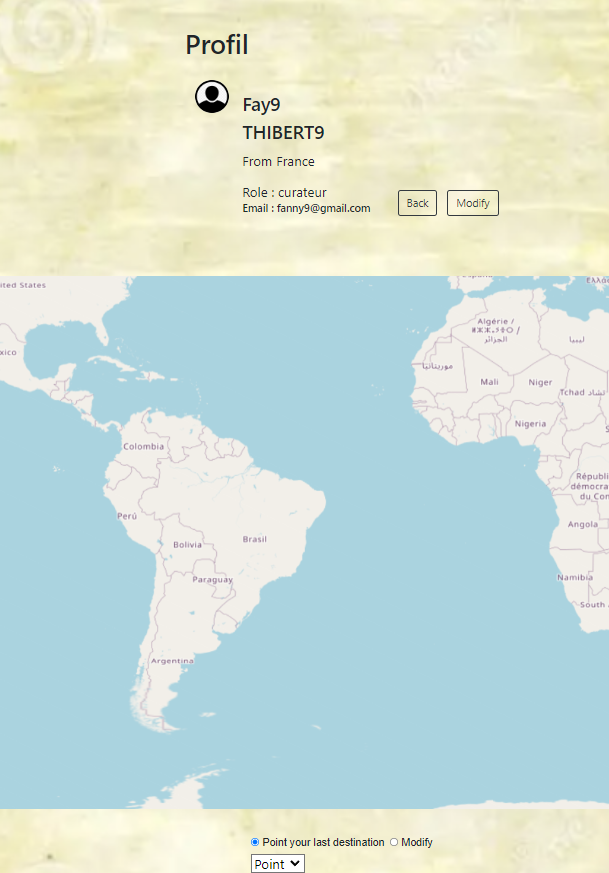 Profil
Fay9
THIBERT9
From France
Role : curateur
Email : fanny9@gmail.com
Back
Modify
ited States
Algérie /
الجزائر
ليبيا
xico
موريتانيا
Mali
Niger
Tchad تشاد
Nigeria
Colombia
Républi
démocra
du Con
Perú
Angola
Brasil
Bolivia
Namibia
Paraguay
South
Argentina
Point your last destination
Modify
Point